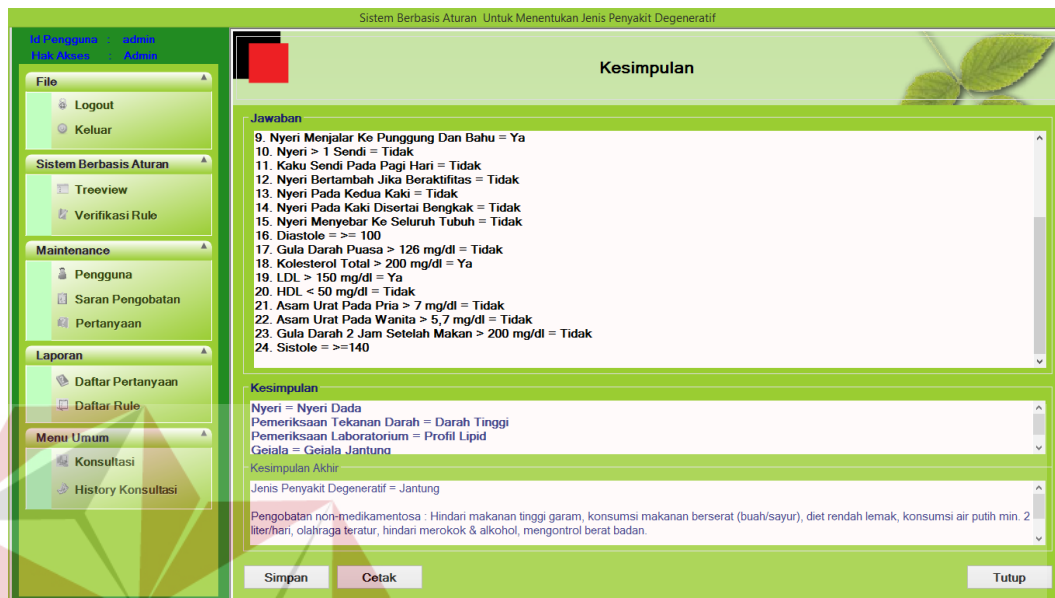 Sistem Berbasis Aturan Untuk Menentukan Jenis Penyakit Degeneratif
Id Pengguna : admin
Hak Akses : Admin
File
Logout
Keluar
Sistem Berbasis Aturan
Treeview
Verifikasi Rule
Maintenance
Pengguna
Saran Pengobatan
Pertanyaan
Laporan
Daftar Pertanyaan
Daftar Rule
Menu Umum
Konsultasi
History Konsultasi
Kesimpulan
Jawaban
9. Nyeri Menjalar Ke Punggung Dan Bahu = Ya
10. Nyeri > 1 Sendi = Tidak
11. Kaku Sendi Pada Pagi Hari = Tidak
12. Nyeri Bertambah Jika Beraktifitas = Tidak
13. Nyeri Pada Kedua Kaki = Tidak
14. Nyeri Pada Kaki Disertai Bengkak = Tidak
15. Nyeri Menyebar Ke Seluruh Tubuh = Tidak
16. Diastole = >= 100
17. Gula Darah Puasa > 126 mg/dl = Tidak
18. Kolesterol Total > 200 mg/dl = Ya
19. LDL > 150 mg/dl = Ya
20. HDL < 50 mg/dl = Tidak
21. Asam Urat Pada Pria > 7 mg/dl = Tidak
22. Asam Urat Pada Wanita > 5,7 mg/dl = Tidak
23. Gula Darah 2 Jam Setelah Makan > 200 mg/dl = Tidak
24. Sistole = >=140
Kesimpulan
Nyeri = Nyeri Dada
Pemeriksaan Tekanan Darah = Darah Tinggi
Pemeriksaan Laboratorium = Profil Lipid
Gejala = Gejala Jantung
Kesimpulan Akhir
Jenis Penyakit Degeneratif = Jantung
Pengobatan non-medikamentosa : Hindari makanan tinggi garam, konsumsi makanan berserat (buah/sayur), diet rendah lemak, konsumsi air putih min. 2
liter/hari, olahraga teratur, hindari merokok & alkohol, mengontrol berat badan.
Simpan
Cetak
Tutup